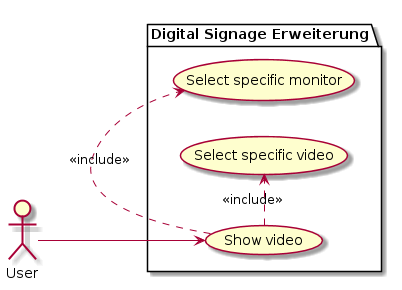 Digital Signage Erweiterung
Select specific monitor
«include»
Select specific video
«include»
Show video
User